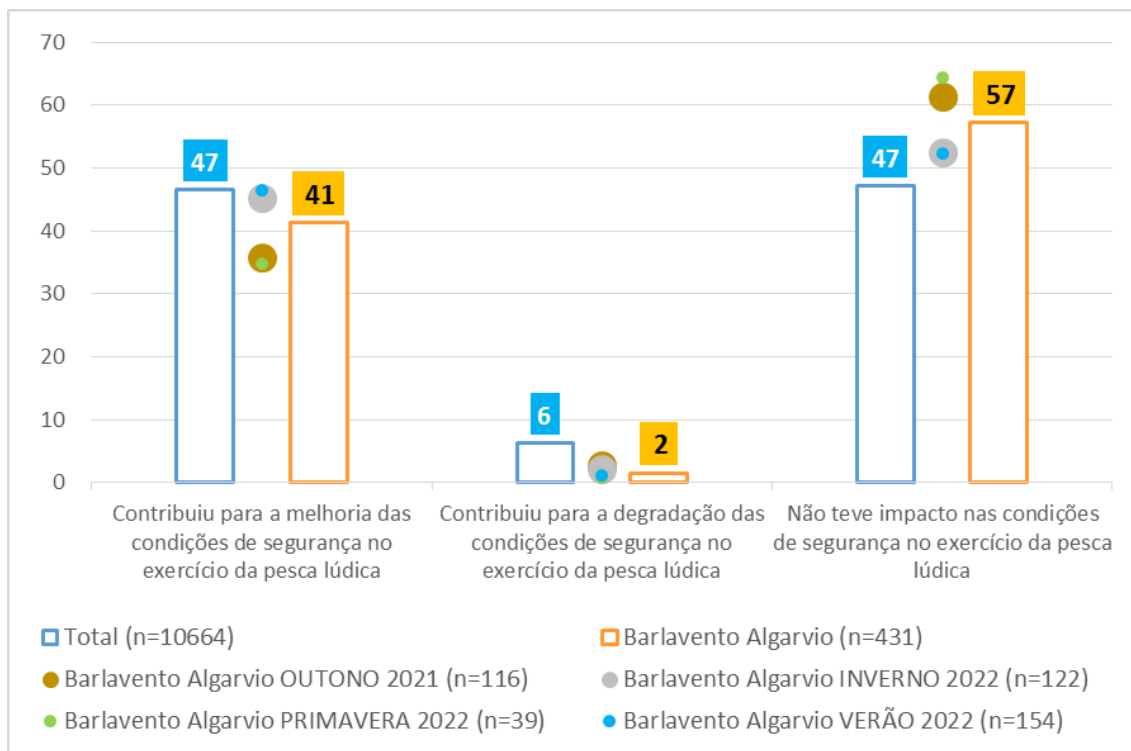 70
60
50
40
30
20
10
0
47
41
6
2
47
57
Contribuiu para a melhoria das
condições de segurança no
exercício da pesca lúdica
Contribuiu para a degradação das
condições de segurança no
exercício da pesca lúdica
Não teve impacto nas condições
de segurança no exercício da pesca
lúdica
Total (n=10664)
Barlavento Algarvio (n=431)
Barlavento Algarvio OUTONO 2021 (n=116)
Barlavento Algarvio INVERNO 2022 (n=122)
Barlavento Algarvio PRIMAVERA 2022 (n=39)
Barlavento Algarvio VERÃO 2022 (n=154)